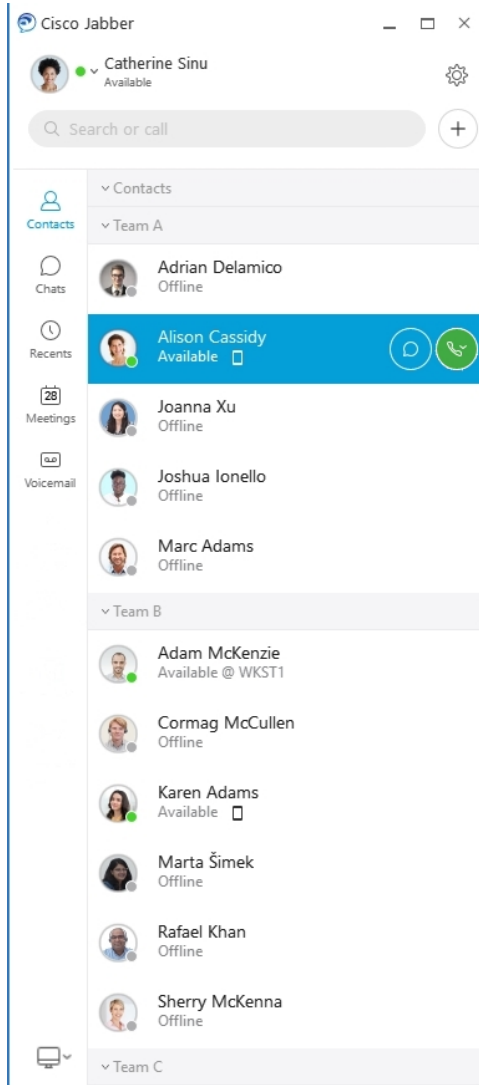 Cisco Jabber
Catherine Sinu
Available
Search or call
Contacts
Chats
Recents
28
Meetings
Voicemail
Contacts
Team A
Adrian Delamico
Offline
Alison Cassidy
Available
Joanna Xu
Offline
Joshua Ionello
Offline
Marc Adams
Offline
Team B
Adam McKenzie
Available @ WKST1
Cormag McCullen
Offline
Karen Adams
Available
Marta Šimek
Offline
Rafael Khan
Offline
Sherry McKenna
Offline
Team C